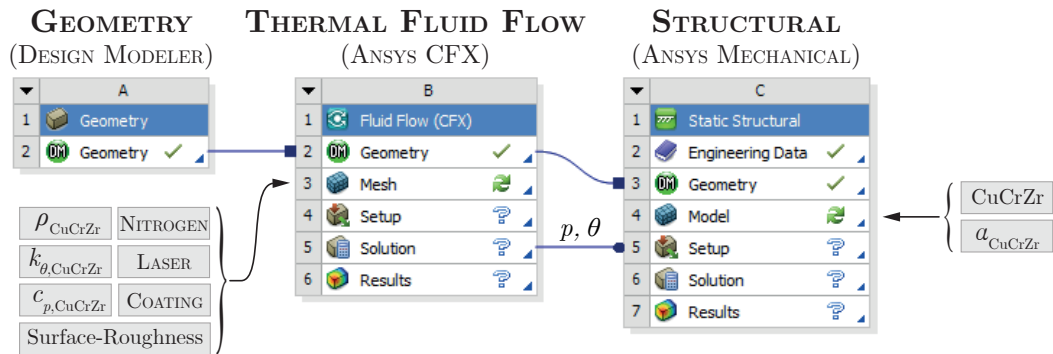 GEOMETRY
(DESIGN MODELER)
THERMAL FLUID FLOW
(ANSYS CFX)
STRUCTURAL
(ANSYS MECHANICAL)
A
1 Geometry
2 DM Geometry
B
1 Fluid Flow (CFX)
2 DM Geometry
3 Mesh
4 Setup ?
5 Solution ?
6 Results ?
p, θ
C
1 Static Structural
2 Engineering Data
3 DM Geometry
4 Model
5 Setup ?
6 Solution ?
7 Results ?
ρCuCrZr NITROGEN
kθ,CuCrZr LASER
cp,CuCrZr COATING
Surface-Roughness
CuCrZr
aCuCrZr